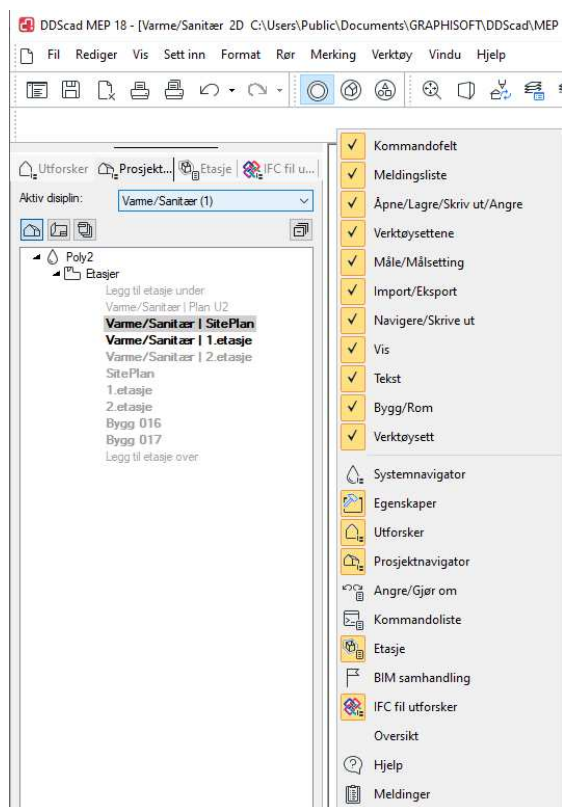 DDScad MEP 18 - [Varme/Sanitær 2D C:\Users\Public\Documents\GRAPHISOFT\DDScad\MEP
Fil Rediger Vis Sett inn Format Rør Merking Verktøy Vindu Hjelp
Utforsker Prosjekt... Etasje IFC fil u...
Aktiv disiplin: Varme/Sanitær (1)
Poly2
Etasjer
Legg til etasje under
Varme/Sanitær | Plan U2
Varme/Sanitær | SitePlan
Varme/Sanitær | 1.etasje
Varme/Sanitær | 2.etasje
SitePlan
1.etasje
2.etasje
Bygg 016
Bygg 017
Legg til etasje over
Kommandofelt
Meldingsliste
Åpne/Lagre/Skriv ut/Angre
Verktøysettene
Måle/Målsetting
Import/Eksport
Navigere/Skrive ut
Vis
Tekst
Bygg/Rom
Verktøysett
Systemnavigator
Egenskaper
Utforsker
Prosjektnavigator
Angre/Gjør om
Kommandoliste
Etasje
BIM samhandling
IFC fil utforsker
Oversikt
Hjelp
Meldinger